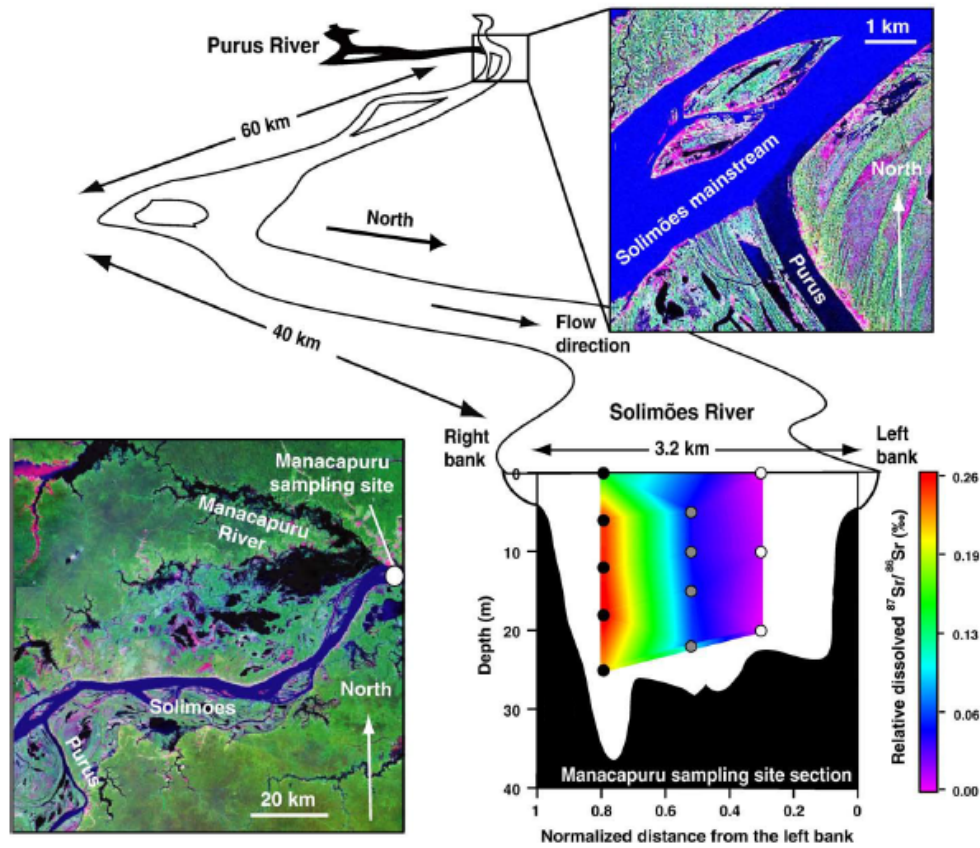 Purus River
60 km
North
40 km
Flow
direction
1 km
North
Solimões mainstream
Purus
Manacapuru
sampling site
Manacapuru
River
North
Solimões
Purus
20 km
Solimões River
Right
bank
3.2 km
Left
bank
0
10
20
30
40
Depth (m)
Manacapuru sampling site section
1
0.8
0.6
0.4
0.2
0
Normalized distance from the left bank
0.26
0.18
0.12
0.06
0.00
Relative dissolved ⁸⁷Sr/⁸⁶Sr (‰)